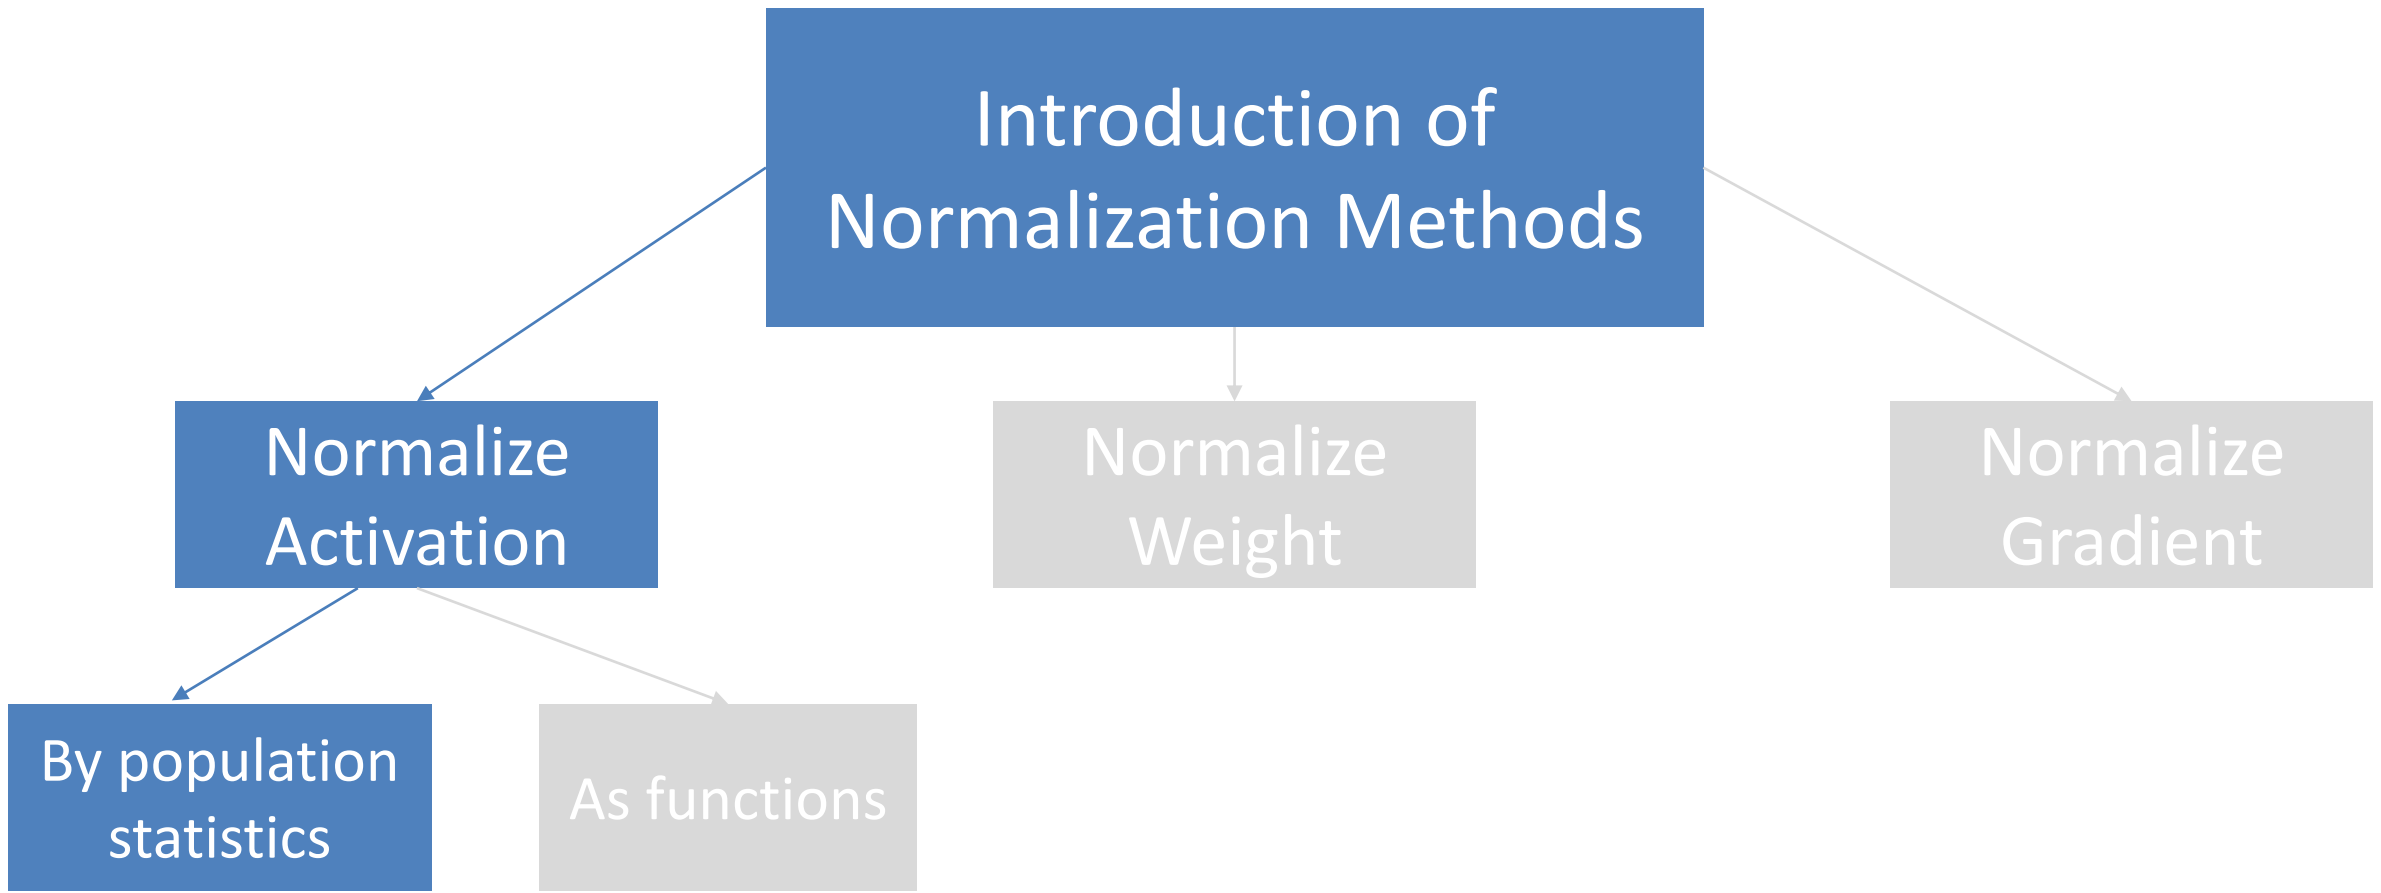 Introduction of
Normalization Methods
Normalize
Activation
Normalize
Weight
Normalize
Gradient
By population
statistics
As functions